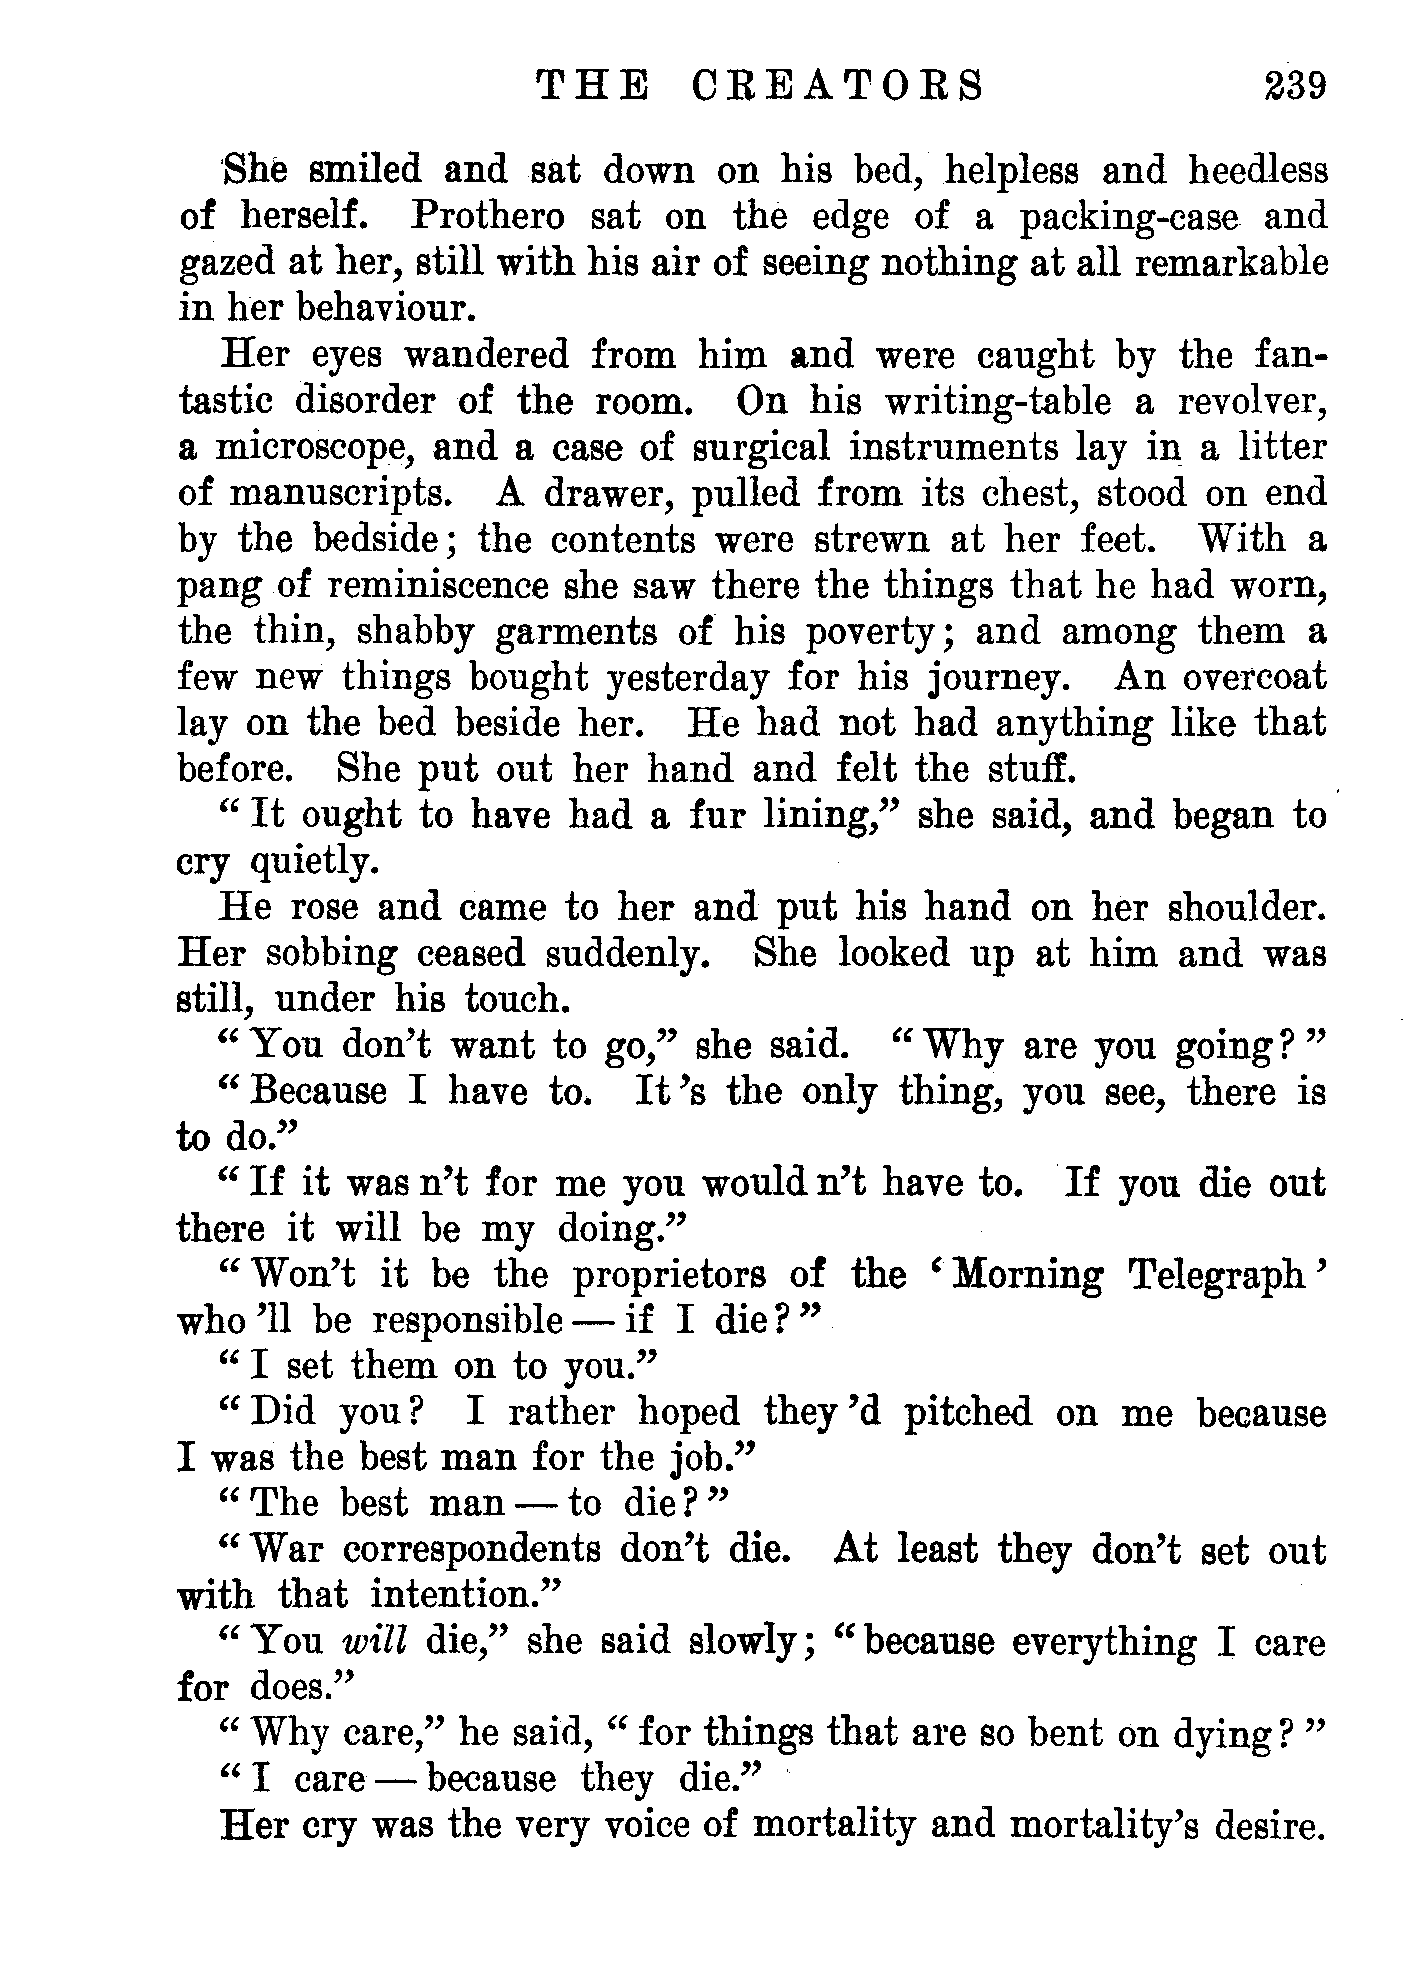 THE CREATORS 239
She smiled and sat down on his bed, helpless and heedless
of herself. Prothero sat on the edge of a packing-case and
gazed at her, still with his air of seeing nothing at all remarkable
in her behaviour.
Her eyes wandered from him and were caught by the fan-
tastic disorder of the room. On his writing-table a revolver,
a microscope, and a case of surgical instruments lay in a litter
of manuscripts. A drawer, pulled from its chest, stood on end
by the bedside; the contents were strewn at her feet. With a
pang of reminiscence she saw there the things that he had worn,
the thin, shabby garments of his poverty; and among them a
few new things bought yesterday for his journey. An overcoat
lay on the bed beside her. He had not had anything like that
before. She put out her hand and felt the stuff.
“It ought to have had a fur lining,” she said, and began to
cry quietly.
He rose and came to her and put his hand on her shoulder.
Her sobbing ceased suddenly. She looked up at him and was
still, under his touch.
“You don’t want to go,” she said. “Why are you going?”
“Because I have to. It ’s the only thing, you see, there is
to do.”
“If it was n’t for me you would n’t have to. If you die out
there it will be my doing.”
“Won’t it be the proprietors of the ‘Morning Telegraph’
who ’ll be responsible — if I die?”
“I set them on to you.”
“Did you? I rather hoped they ’d pitched on me because
I was the best man for the job.”
“The best man — to die?”
“War correspondents don’t die. At least they don’t set out
with that intention.”
“You will die,” she said slowly; “because everything I care
for does.”
“Why care,” he said, “for things that are so bent on dying?”
“I care — because they die.”
Her cry was the very voice of mortality and mortality’s desire.